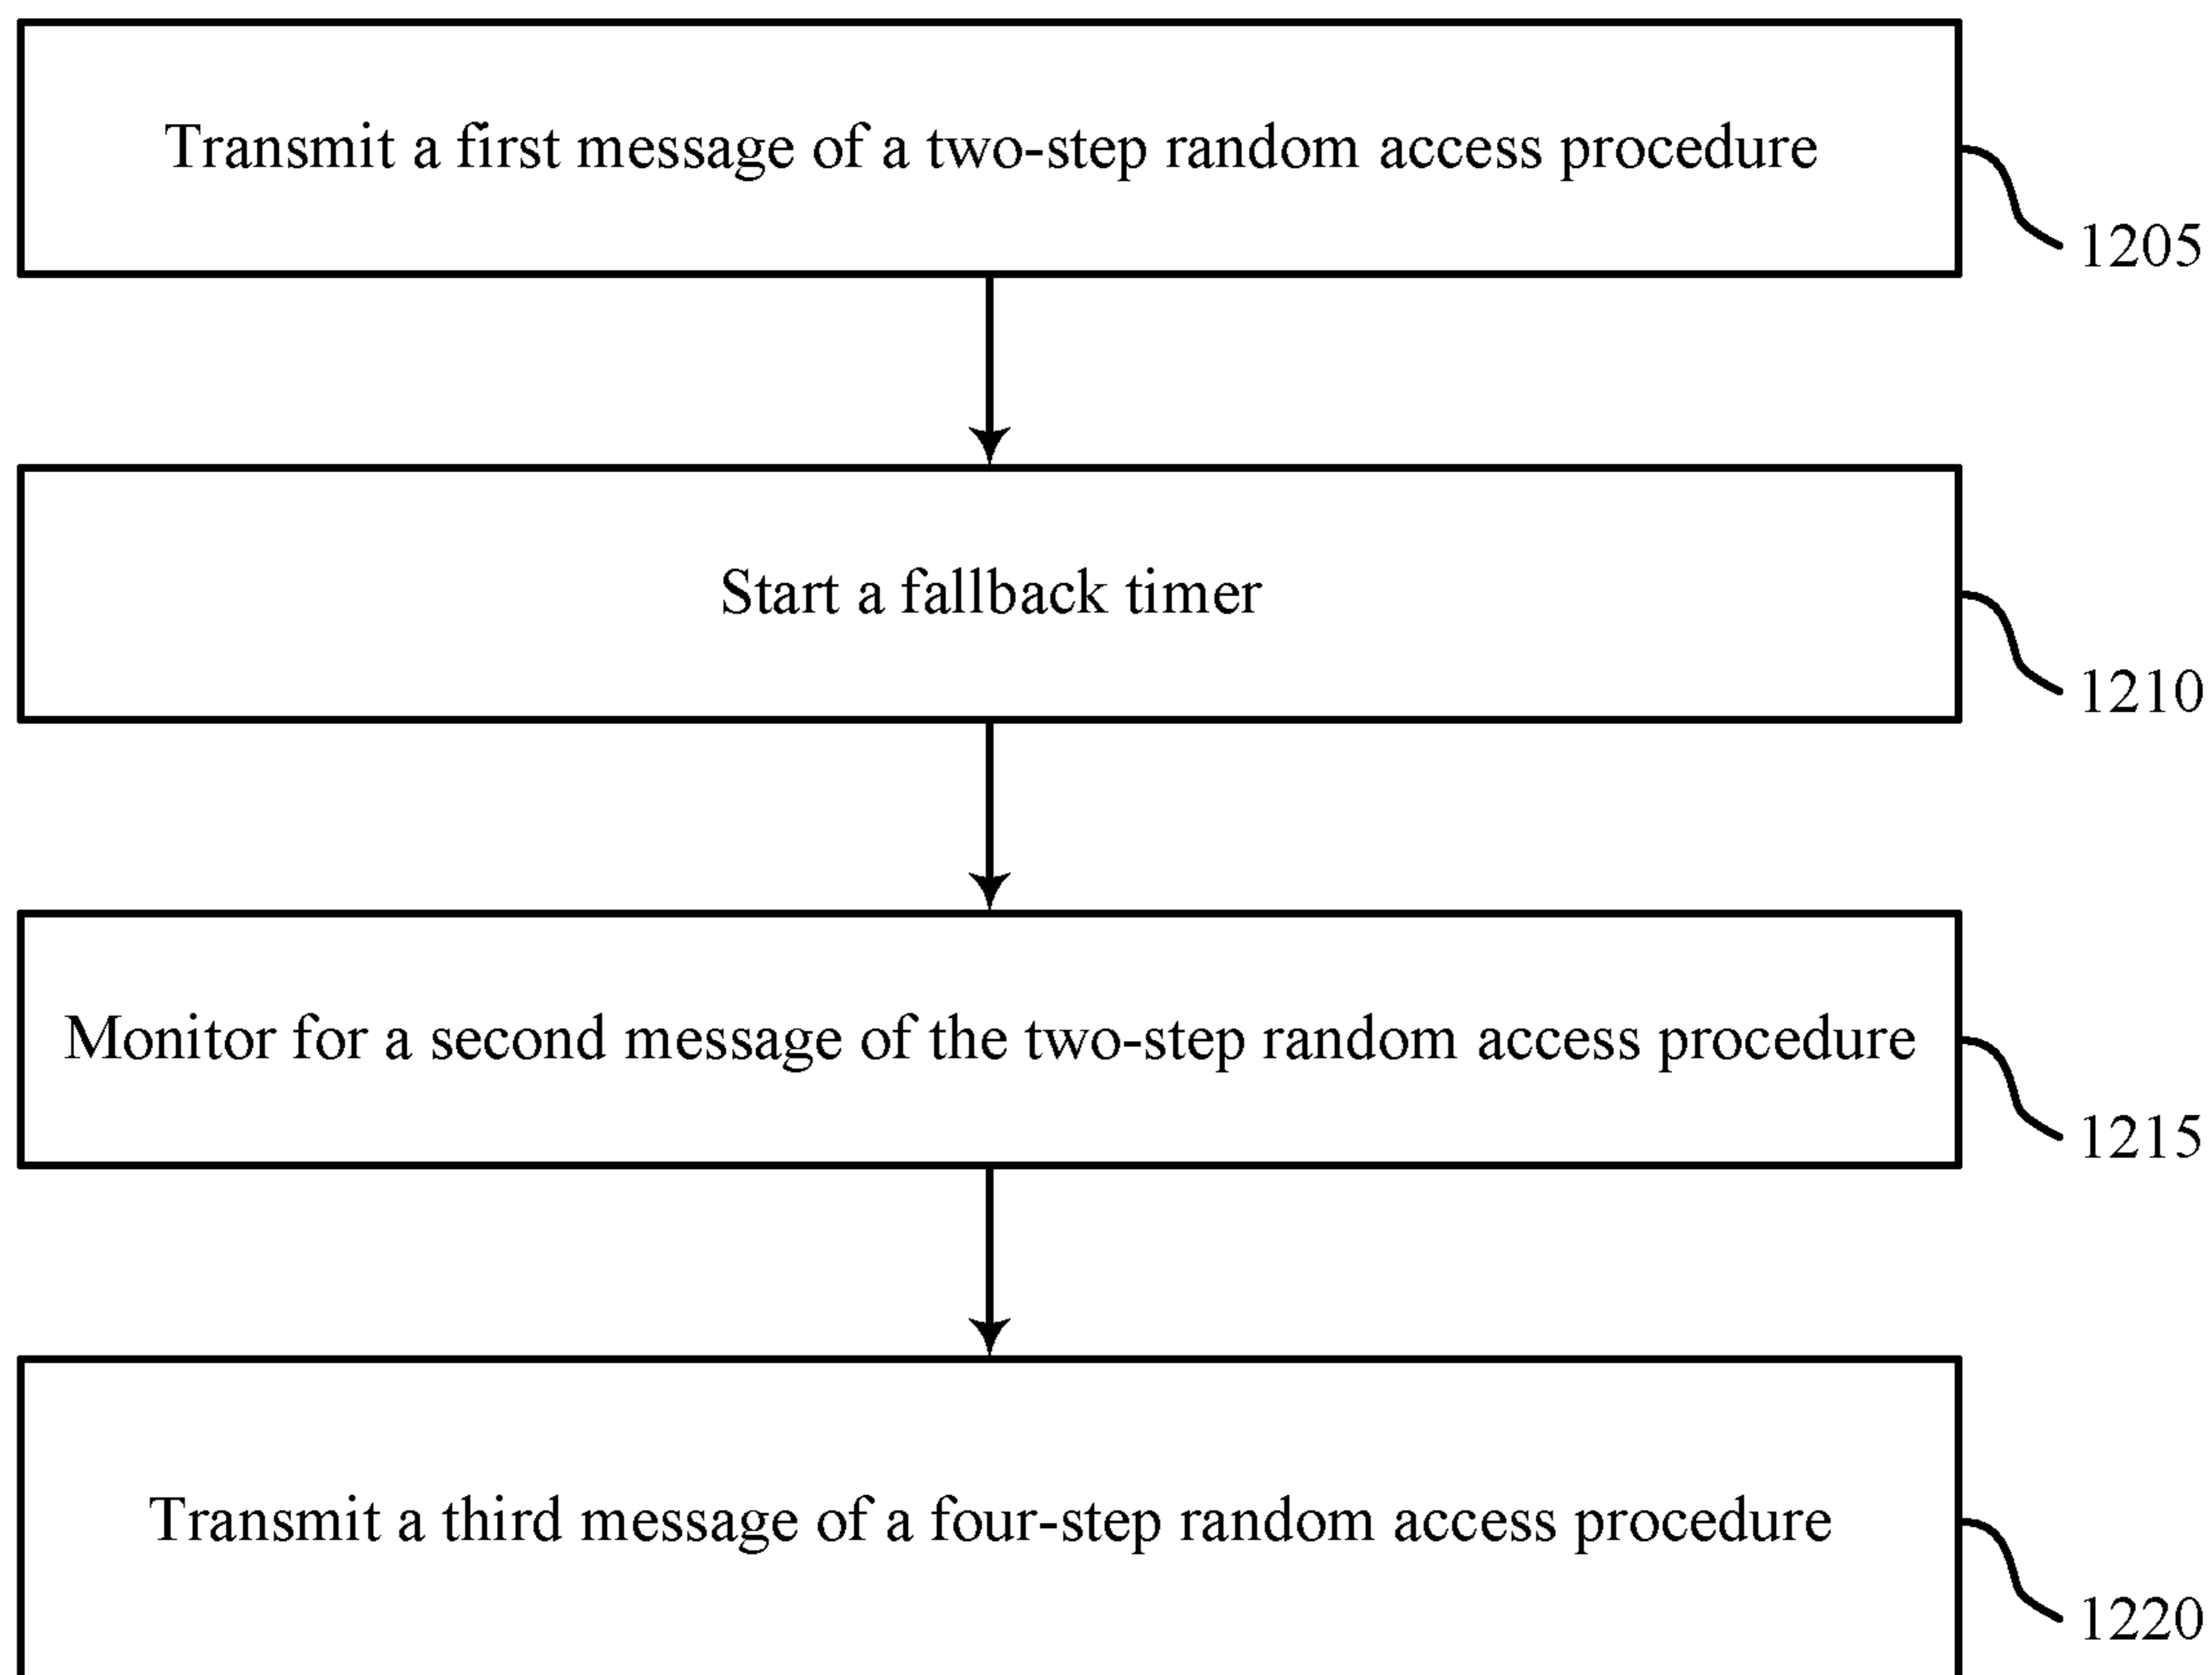 Transmit a first message of a two-step random access procedure
1205
Start a fallback timer
1210
Monitor for a second message of the two-step random access procedure
1215
Transmit a third message of a four-step random access procedure
1220